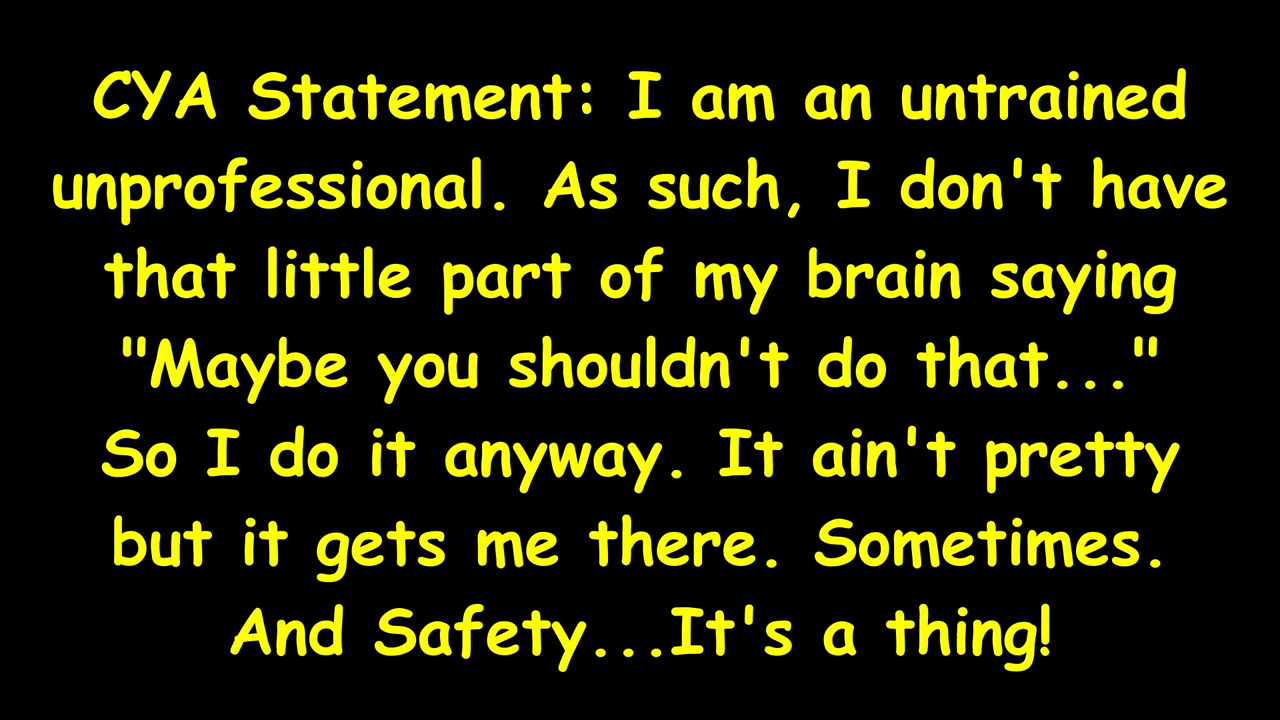 CYA Statement: I am an untrained
unprofessional. As such, I don't have
that little part of my brain saying
"Maybe you shouldn't do that..."
So I do it anyway. It ain't pretty
but it gets me there. Sometimes.
And Safety...It's a thing!